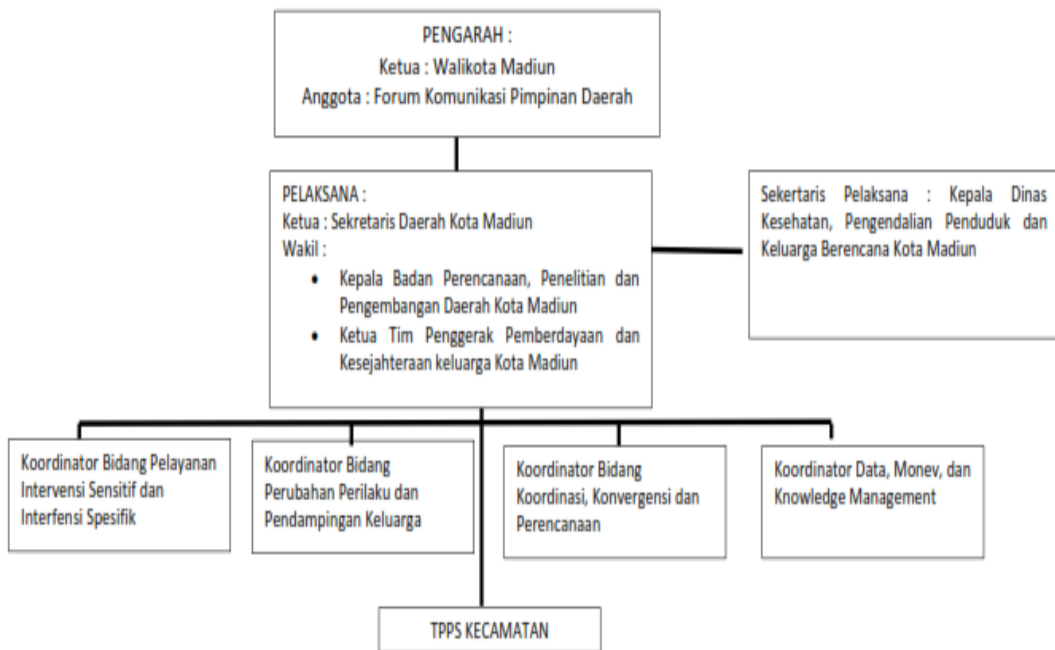 PENGARAH :
Ketua : Walikota Madiun
Anggota : Forum Komunikasi Pimpinan Daerah
PELAKSANA :
Ketua : Sekretaris Daerah Kota Madiun
Wakil :
• Kepala Badan Perencanaan, Penelitian dan
Pengembangan Daerah Kota Madiun
• Ketua Tim Penggerak Pemberdayaan dan
Kesejahteraan keluarga Kota Madiun
Sekertaris Pelaksana : Kepala Dinas
Kesehatan, Pengendalian Penduduk dan
Keluarga Berencana Kota Madiun
Koordinator Bidang Pelayanan
Intervensi Sensitif dan
Interfensi Spesifik
Koordinator Bidang
Perubahan Perilaku dan
Pendampingan Keluarga
Koordinator Bidang
Koordinasi, Konvergensi dan
Perencanaan
Koordinator Data, Monev, dan
Knowledge Management
TPPS KECAMATAN